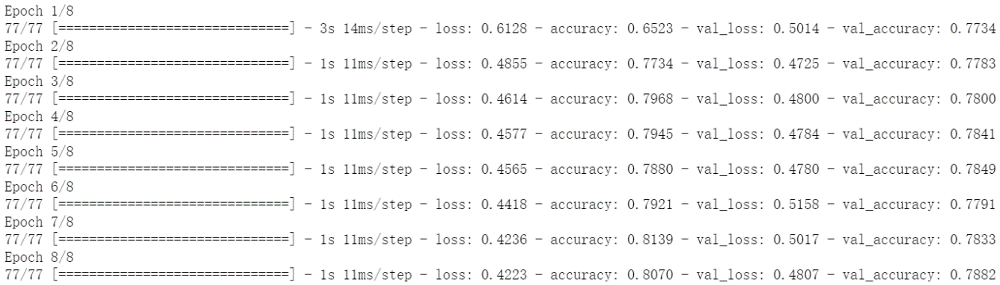 Epoch 1/8
77/77 [==============================] - 3s 14ms/step - loss: 0.6128 - accuracy: 0.6523 - val_loss: 0.5014 - val_accuracy: 0.7734
Epoch 2/8
77/77 [==============================] - 1s 11ms/step - loss: 0.4855 - accuracy: 0.7734 - val_loss: 0.4725 - val_accuracy: 0.7783
Epoch 3/8
77/77 [==============================] - 1s 11ms/step - loss: 0.4614 - accuracy: 0.7968 - val_loss: 0.4800 - val_accuracy: 0.7800
Epoch 4/8
77/77 [==============================] - 1s 11ms/step - loss: 0.4577 - accuracy: 0.7945 - val_loss: 0.4784 - val_accuracy: 0.7841
Epoch 5/8
77/77 [==============================] - 1s 11ms/step - loss: 0.4565 - accuracy: 0.7880 - val_loss: 0.4780 - val_accuracy: 0.7849
Epoch 6/8
77/77 [==============================] - 1s 11ms/step - loss: 0.4418 - accuracy: 0.7921 - val_loss: 0.5158 - val_accuracy: 0.7791
Epoch 7/8
77/77 [==============================] - 1s 11ms/step - loss: 0.4236 - accuracy: 0.8139 - val_loss: 0.5017 - val_accuracy: 0.7833
Epoch 8/8
77/77 [==============================] - 1s 11ms/step - loss: 0.4223 - accuracy: 0.8070 - val_loss: 0.4807 - val_accuracy: 0.7882